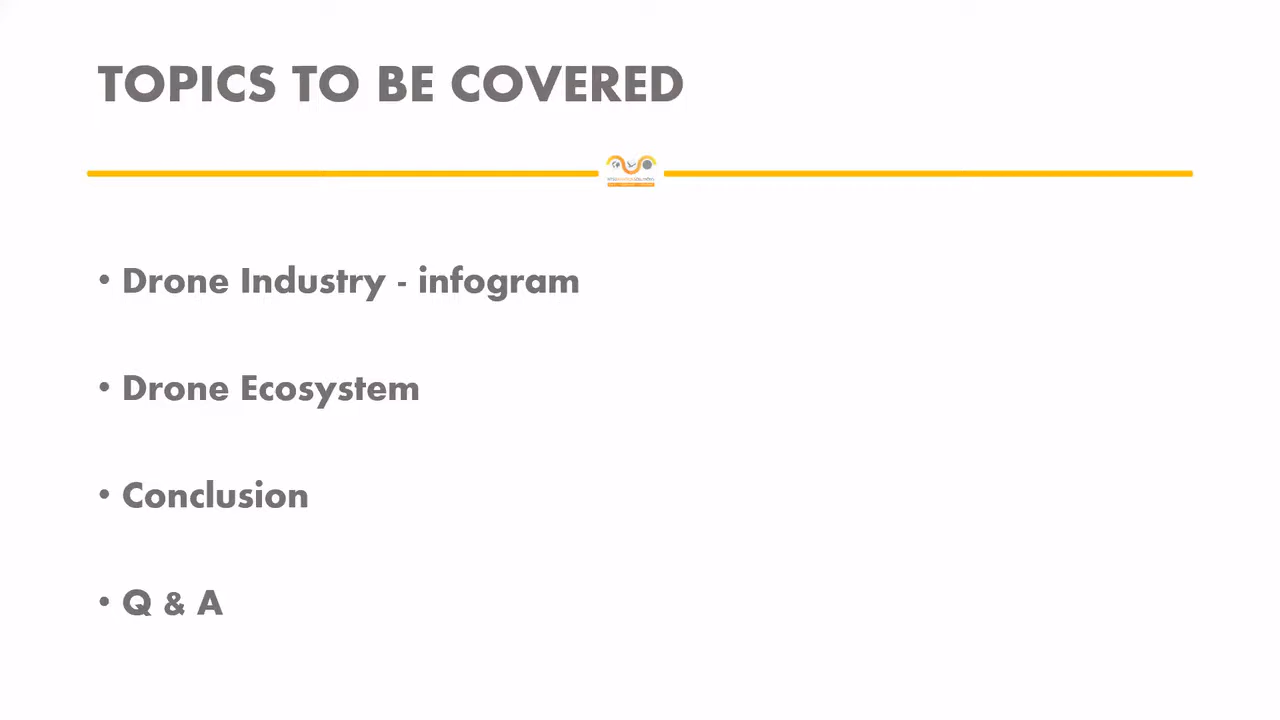 TOPICS TO BE COVERED
• Drone Industry - infogram
• Drone Ecosystem
• Conclusion
• Q & A